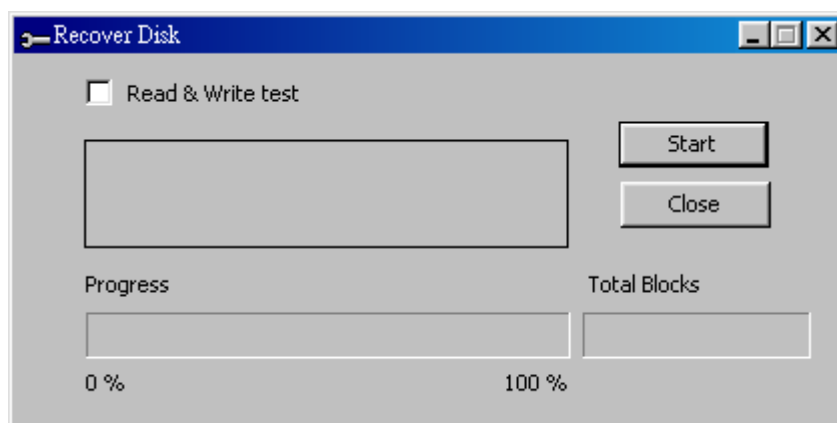 Recover Disk
Read & Write test
Start
Close
Progress
Total Blocks
0 %
100 %